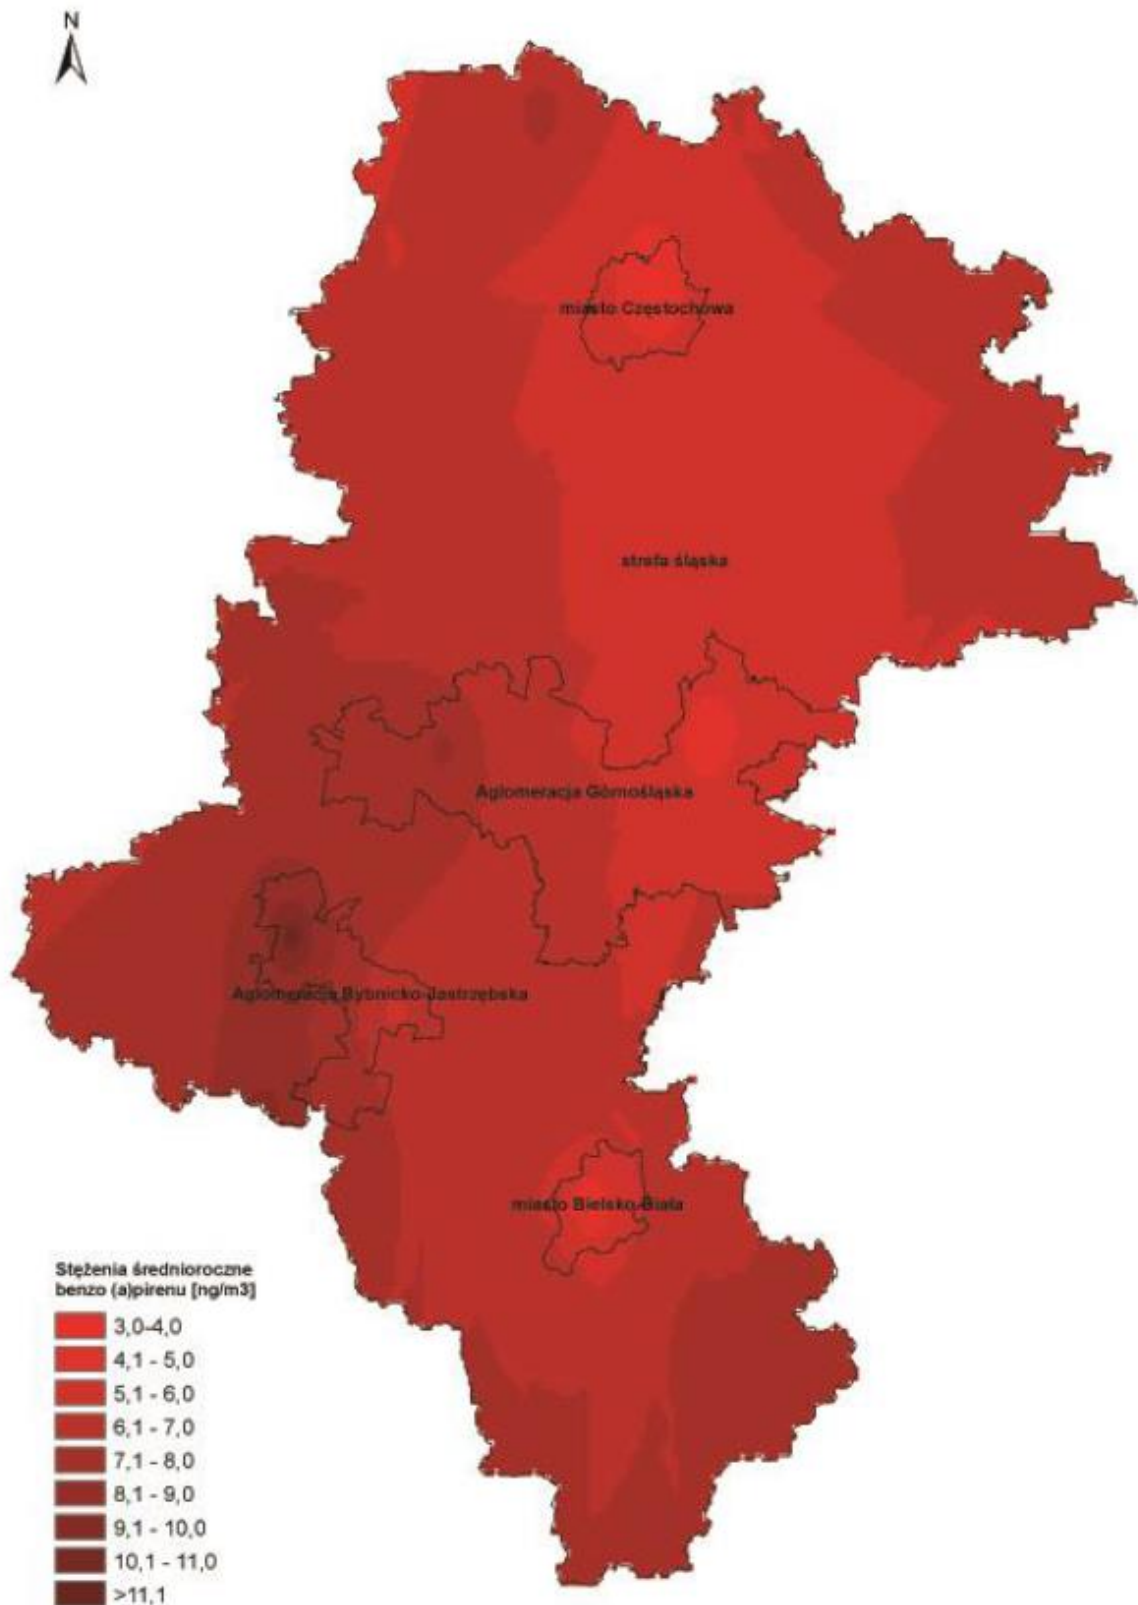 N
miasto Częstochowa
strefa śląska
Aglomeracja Górnośląska
Aglomeracja Rybnicko-Jastrzębska
miasto Bielsko-Biała
Stężenia średnioroczne
benzo (a)pirenu [ng/m3]
3,0-4,0
4,1 - 5,0
5,1 - 6,0
6,1 - 7,0
7,1 - 8,0
8,1 - 9,0
9,1 - 10,0
10,1 - 11,0
>11,1